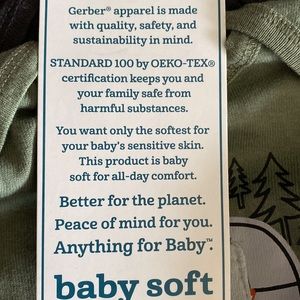 Gerber® apparel is made
with quality, safety, and
sustainability in mind.
STANDARD 100 by OEKO-TEX®
certification keeps you and
your family safe from
harmful substances.
You want only the softest for
your baby's sensitive skin.
This product is baby
soft for all-day comfort.
Better for the planet.
Peace of mind for you.
Anything for Baby™.
baby soft